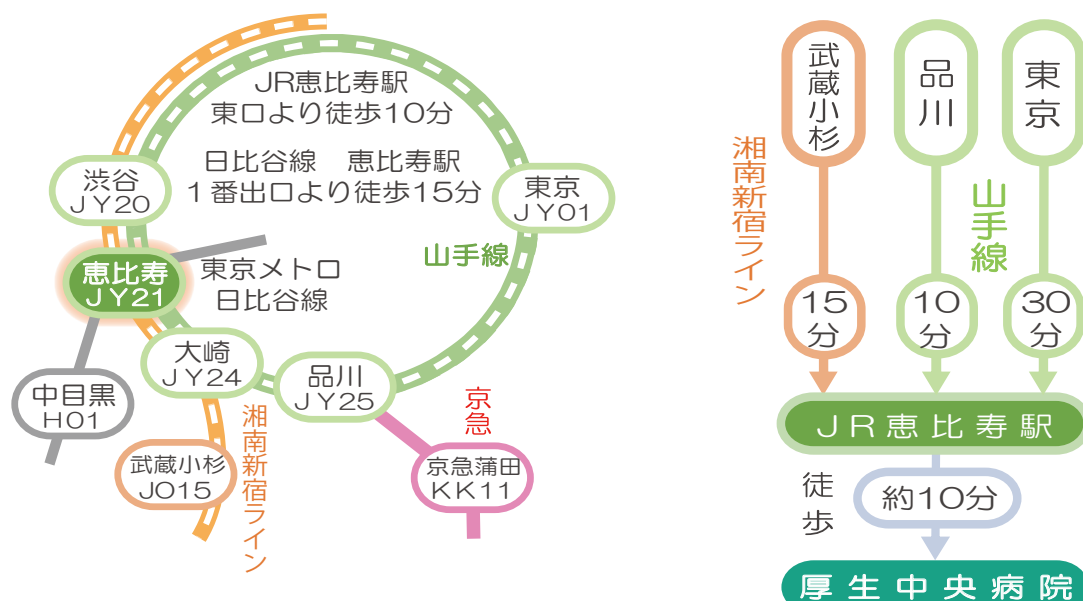 JR恵比寿駅
東口より徒歩10分
日比谷線　恵比寿駅
1番出口より徒歩15分
渋谷
JY20
東京
JY01
恵比寿
JY21
東京メトロ
日比谷線
山手線
大崎
JY24
品川
JY25
中目黒
H01
武蔵小杉
JO15
湘南新宿ライン
京急
京急蒲田
KK11
武蔵小杉
品川
東京
湘南新宿ライン
山手線
15分
10分
30分
JR恵比寿駅
徒歩
約10分
厚生中央病院